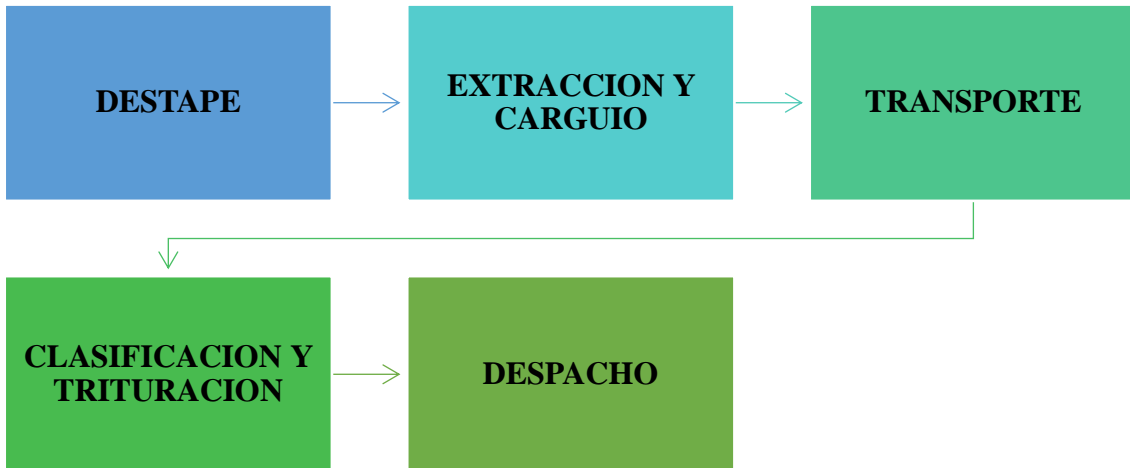 DESTAPE
EXTRACCION Y
CARGUIO
TRANSPORTE
CLASIFICACION Y
TRITURACION
DESPACHO